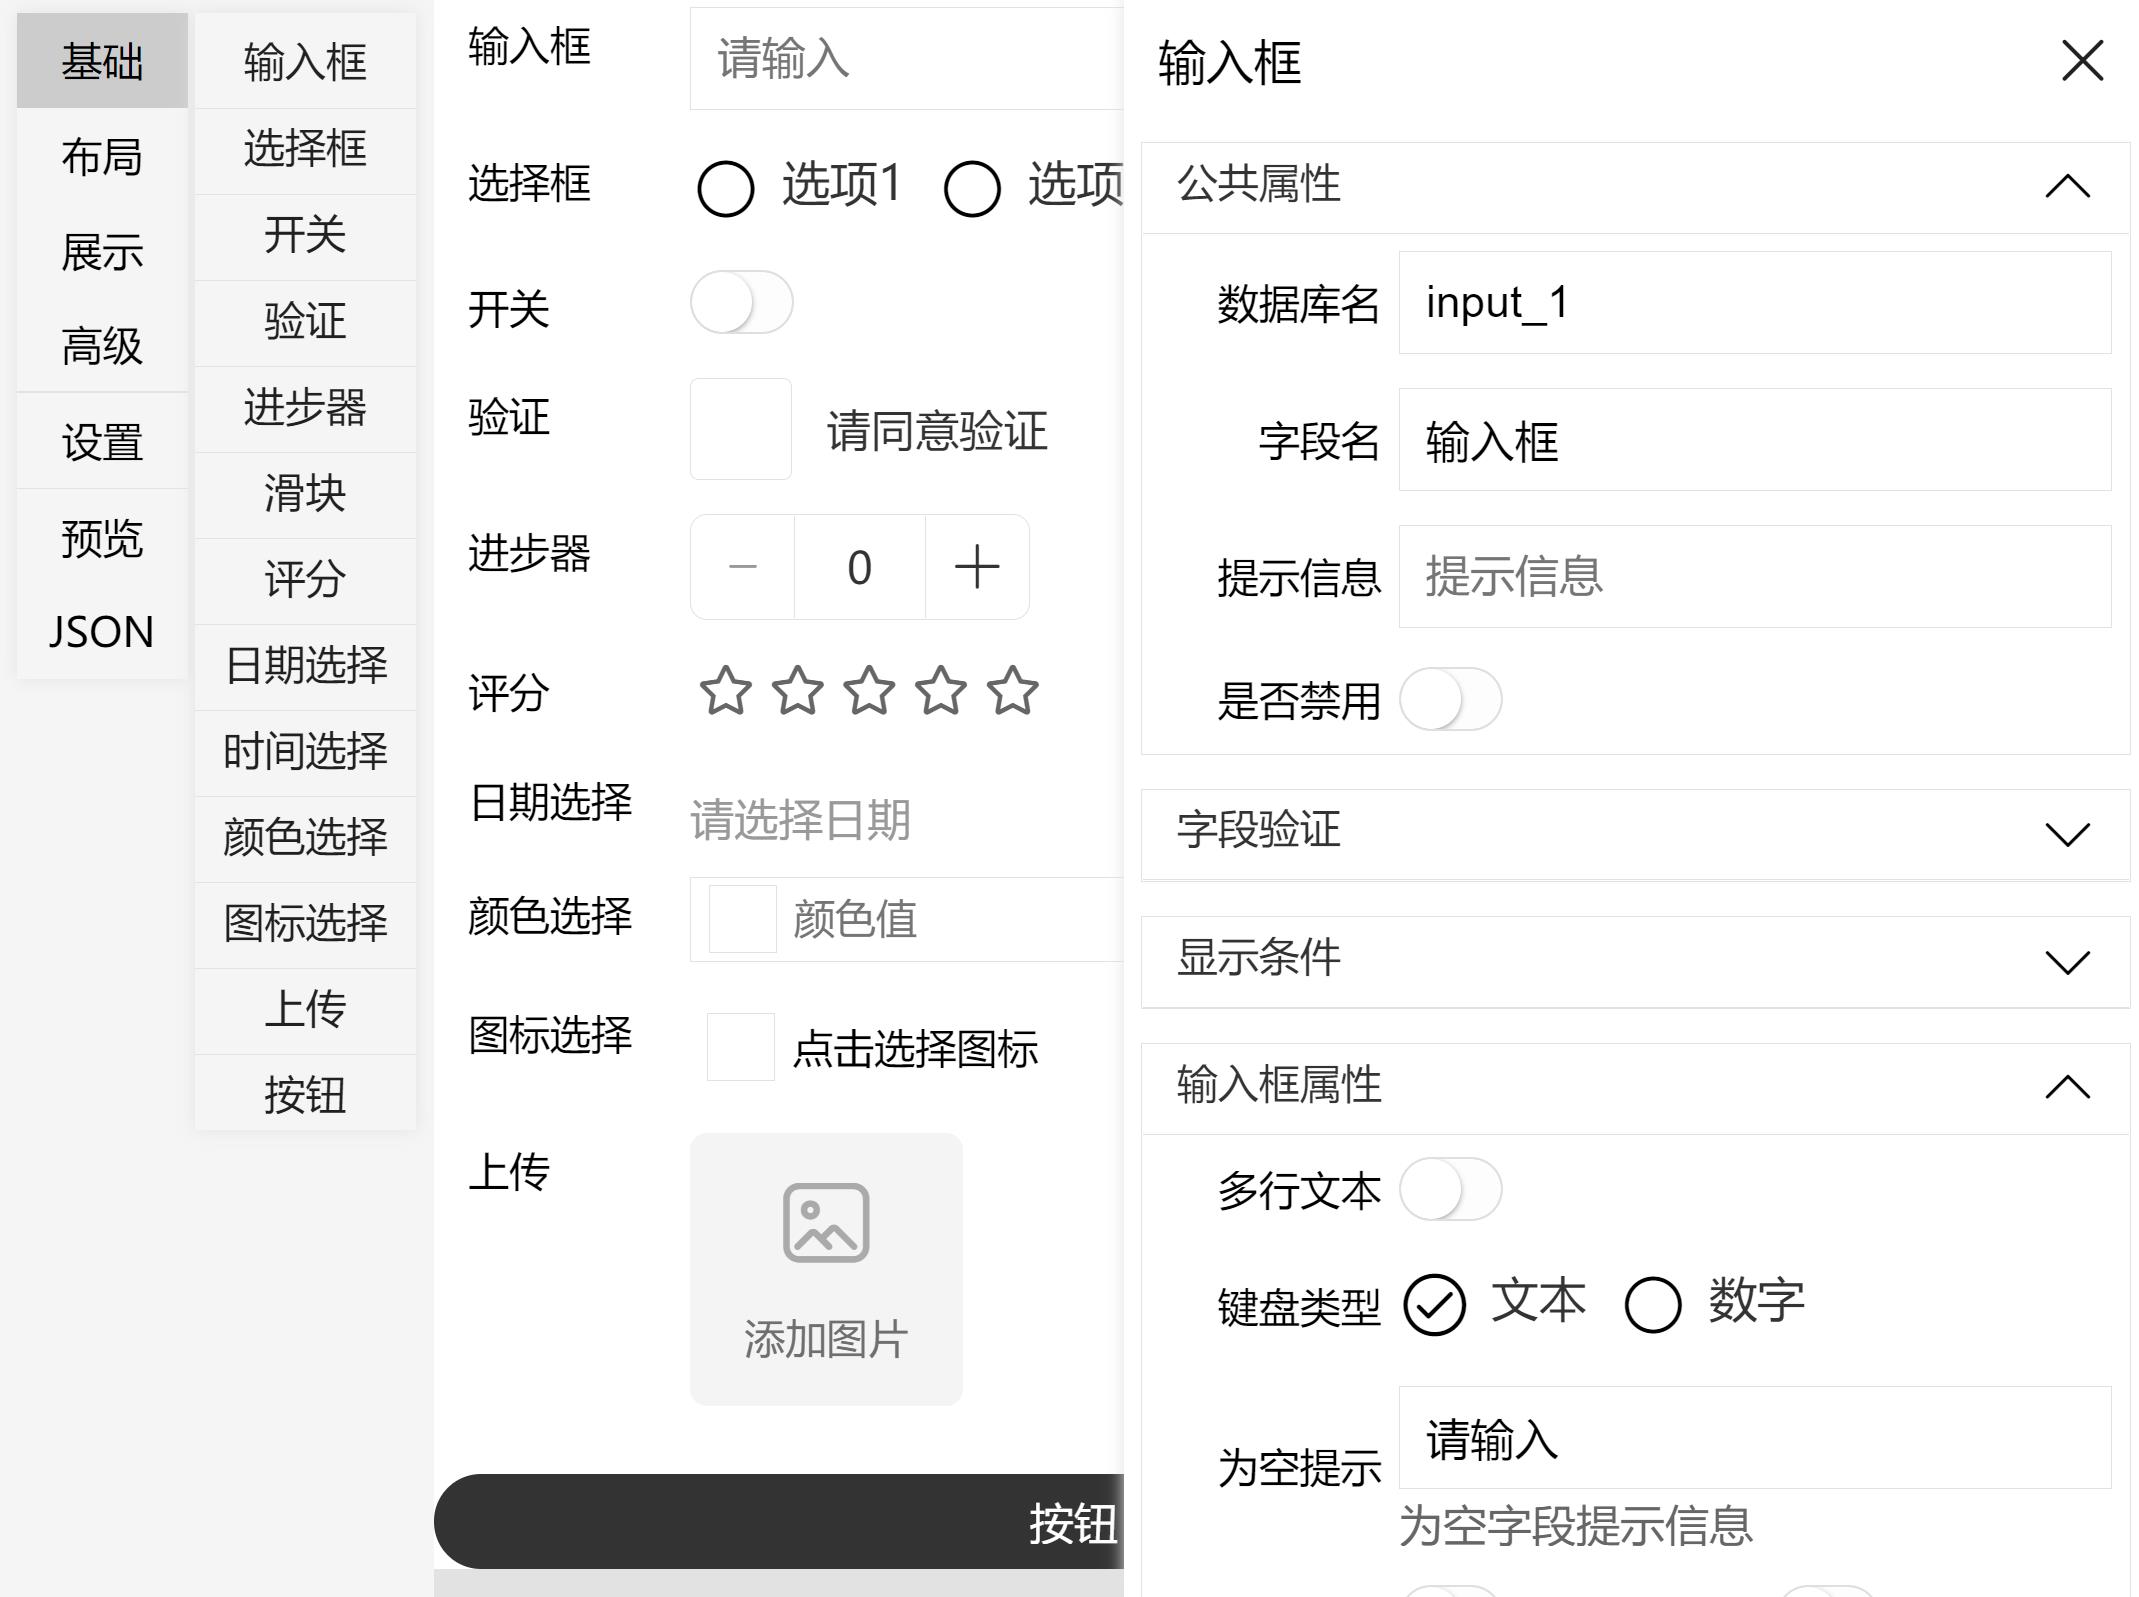 基础
布局
展示
高级
设置
预览
JSON
输入框
选择框
开关
验证
进步器
滑块
评分
日期选择
时间选择
颜色选择
图标选择
上传
按钮
输入框 请输入
选择框 选项1 选项
开关
验证 请同意验证
进步器 0
评分
日期选择 请选择日期
颜色选择 颜色值
图标选择 点击选择图标
上传
添加图片
按钮
输入框
公共属性
数据库名 input_1
字段名 输入框
提示信息 提示信息
是否禁用
字段验证
显示条件
输入框属性
多行文本
键盘类型 文本 数字
为空提示 请输入
为空字段提示信息